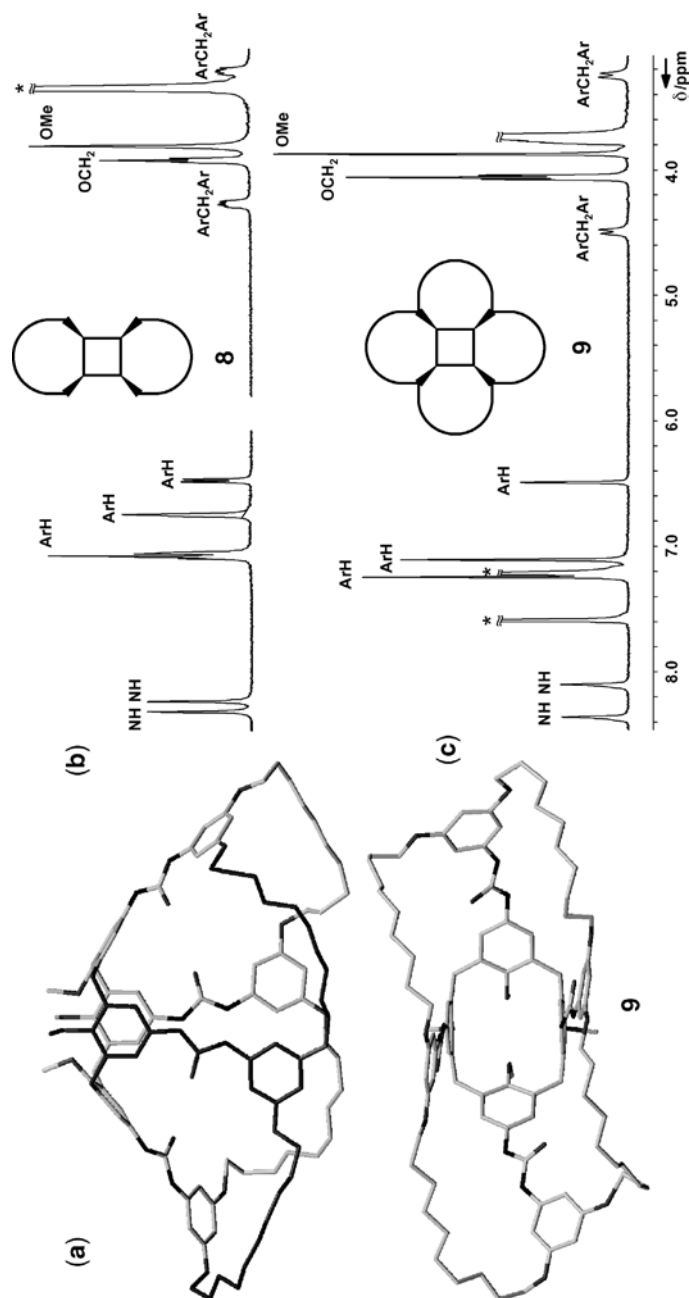 (a)
9
(b)
NH NH
ArH
ArH
ArH
8
ArCH2Ar
OCH2
OMe
*
ArCH2Ar
(c)
NH NH
*
ArH
*
ArH
ArH
9
ArCH2Ar
OCH2
OMe
ArCH2Ar
8.0 7.0 6.0 5.0 4.0
δ/ppm